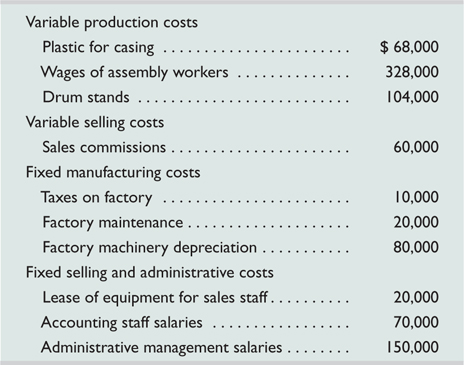 Variable production costs
Plastic for casing ........................ $ 68,000
Wages of assembly workers .............. 328,000
Drum stands ........................... 104,000
Variable selling costs
Sales commissions ....................... 60,000
Fixed manufacturing costs
Taxes on factory ........................ 10,000
Factory maintenance ..................... 20,000
Factory machinery depreciation ........... 80,000
Fixed selling and administrative costs
Lease of equipment for sales staff .......... 20,000
Accounting staff salaries .................. 70,000
Administrative management salaries ........ 150,000